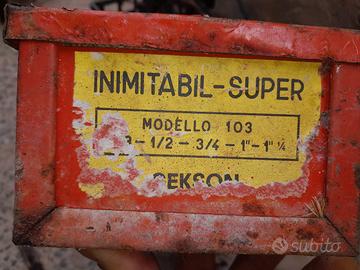 INIMITABIL-SUPER
MODELLO 103
- 1/2 - 3/4 - 1" - 1" ¼
subito